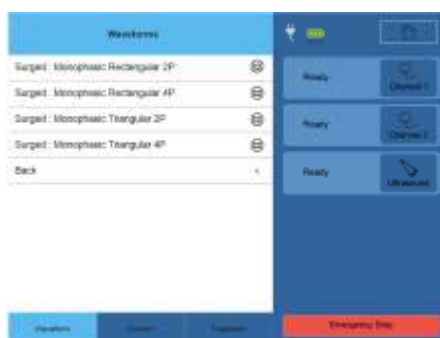 Waveforms
Surged: Monophasic Rectangular 2P
Surged: Monophasic Rectangular 4P
Surged: Monophasic Triangular 2P
Surged: Monophasic Triangular 4P
Back
Waveform
Ready
Channel 1
Ready
Channel 2
Ready
Ultrasound
Emergency Stop